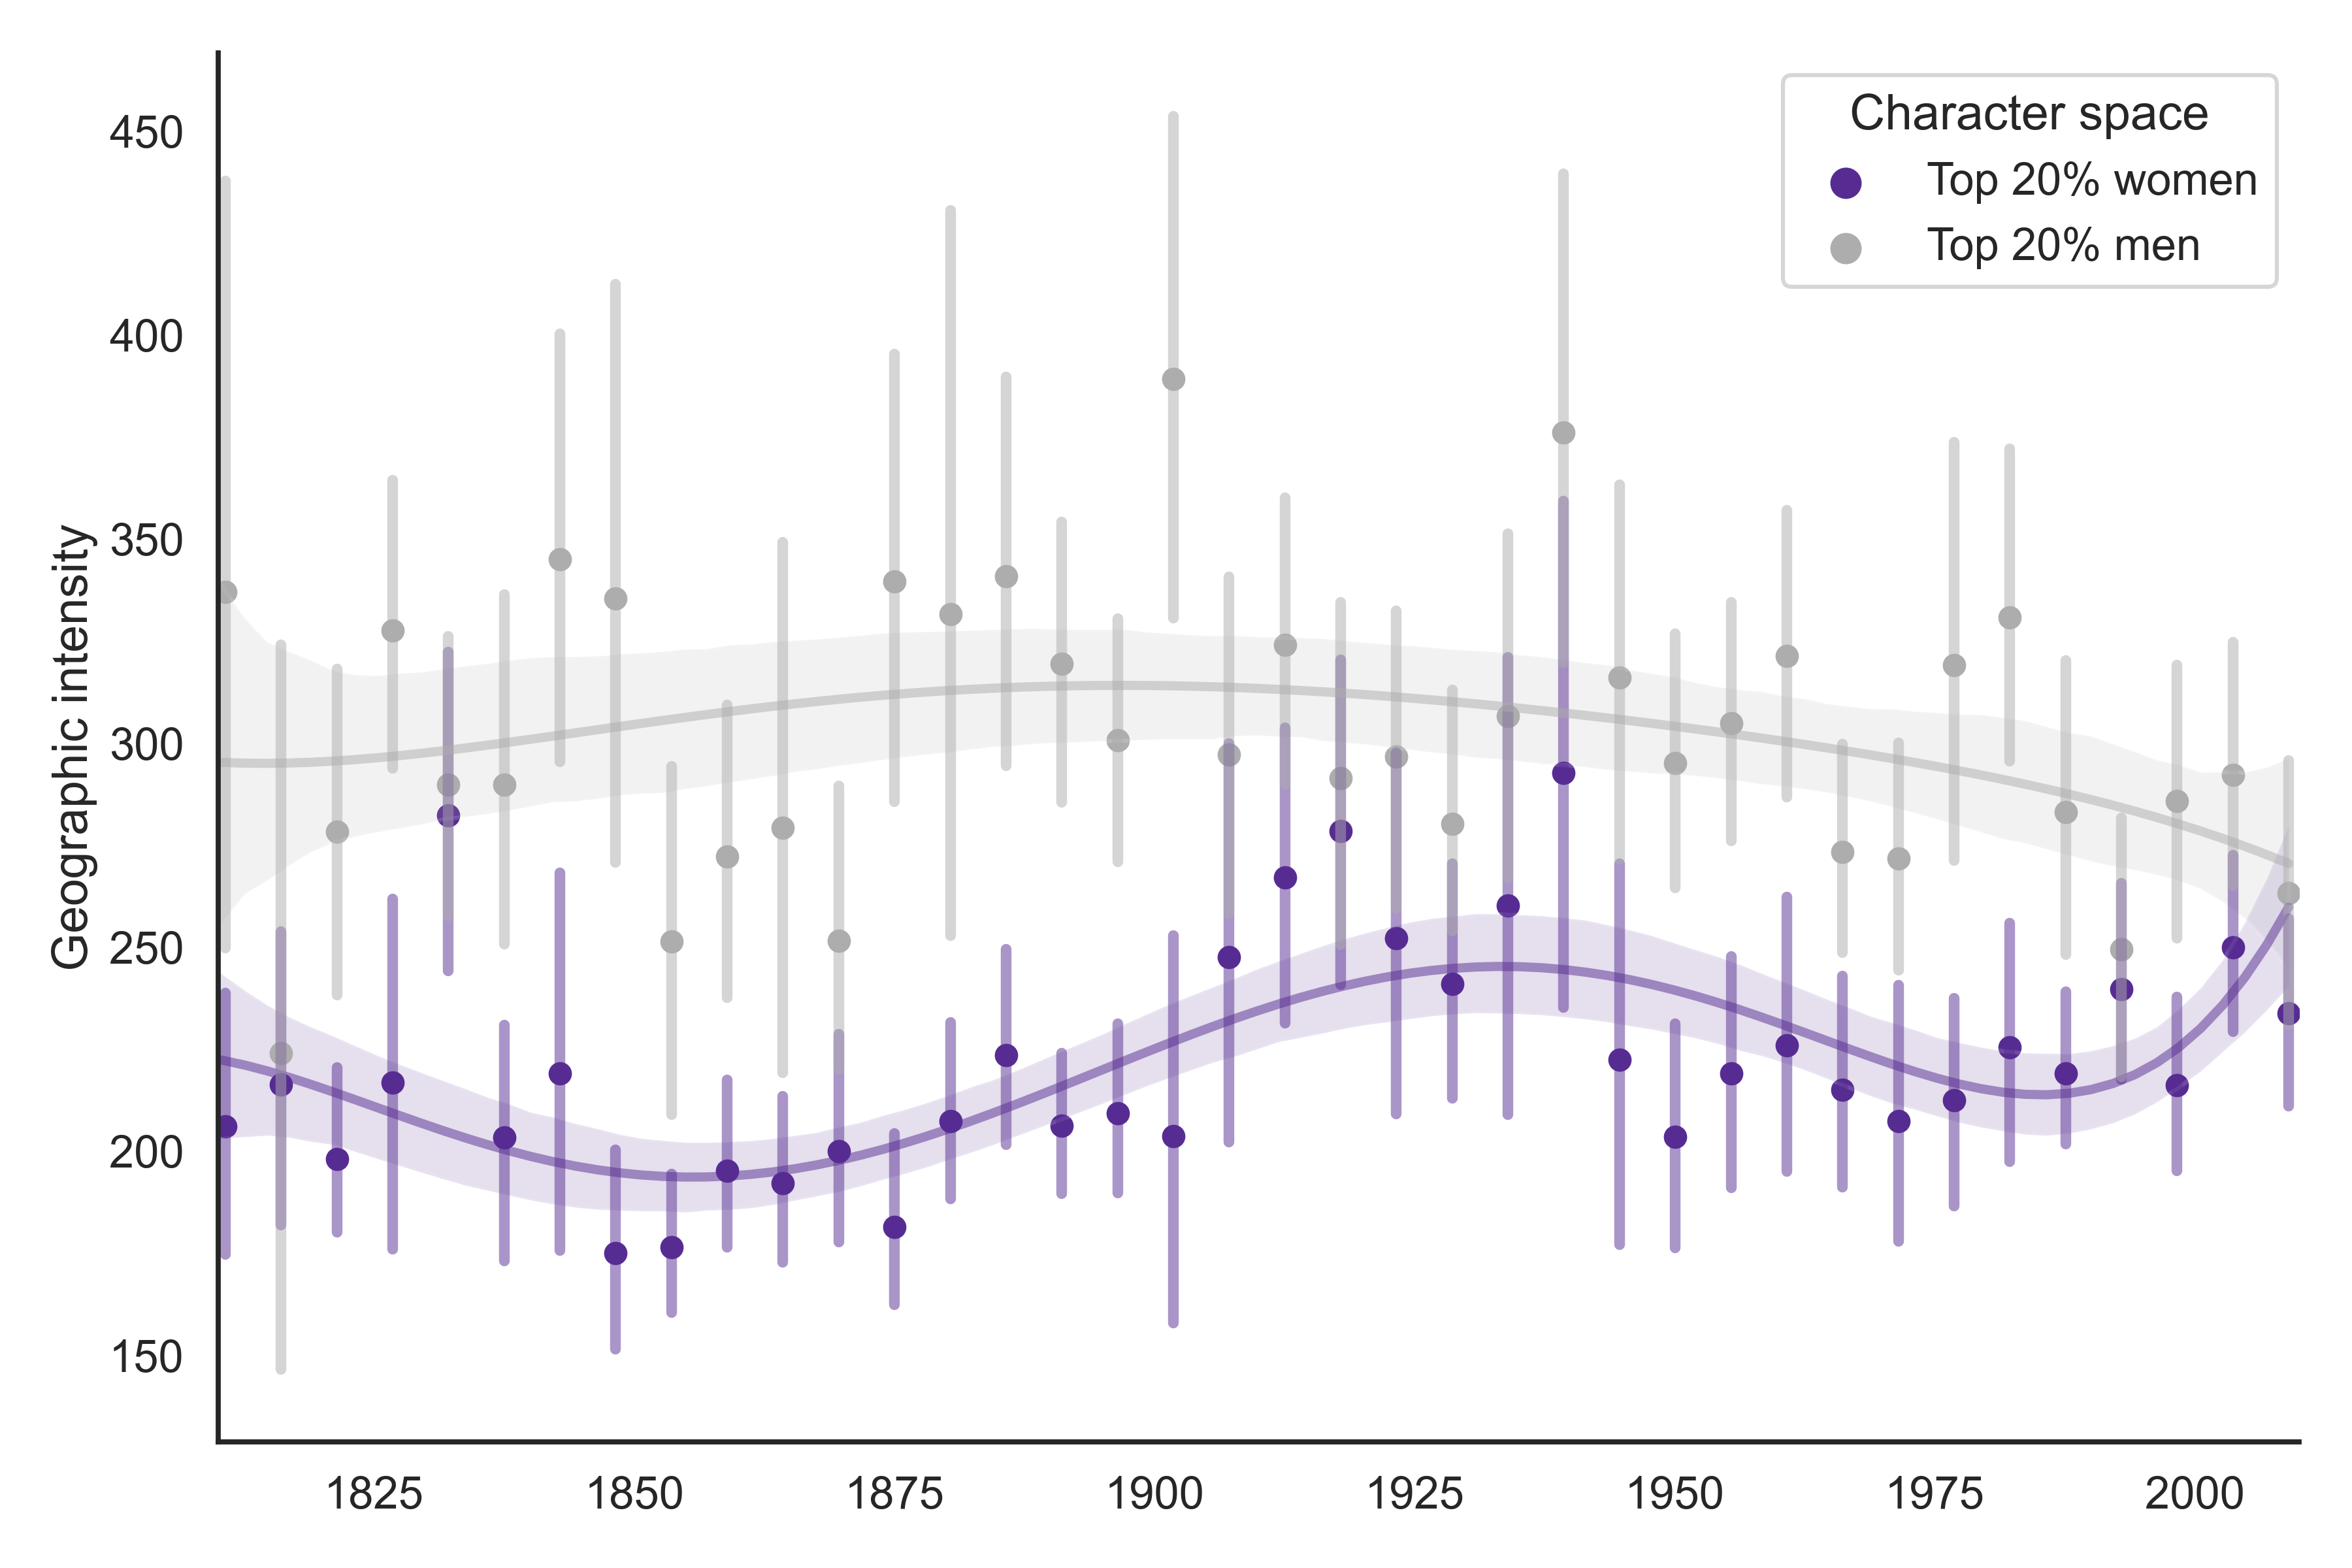 Geographic intensity
450
400
350
300
250
200
150
1825 1850 1875 1900 1925 1950 1975 2000
Character space
Top 20% women
Top 20% men